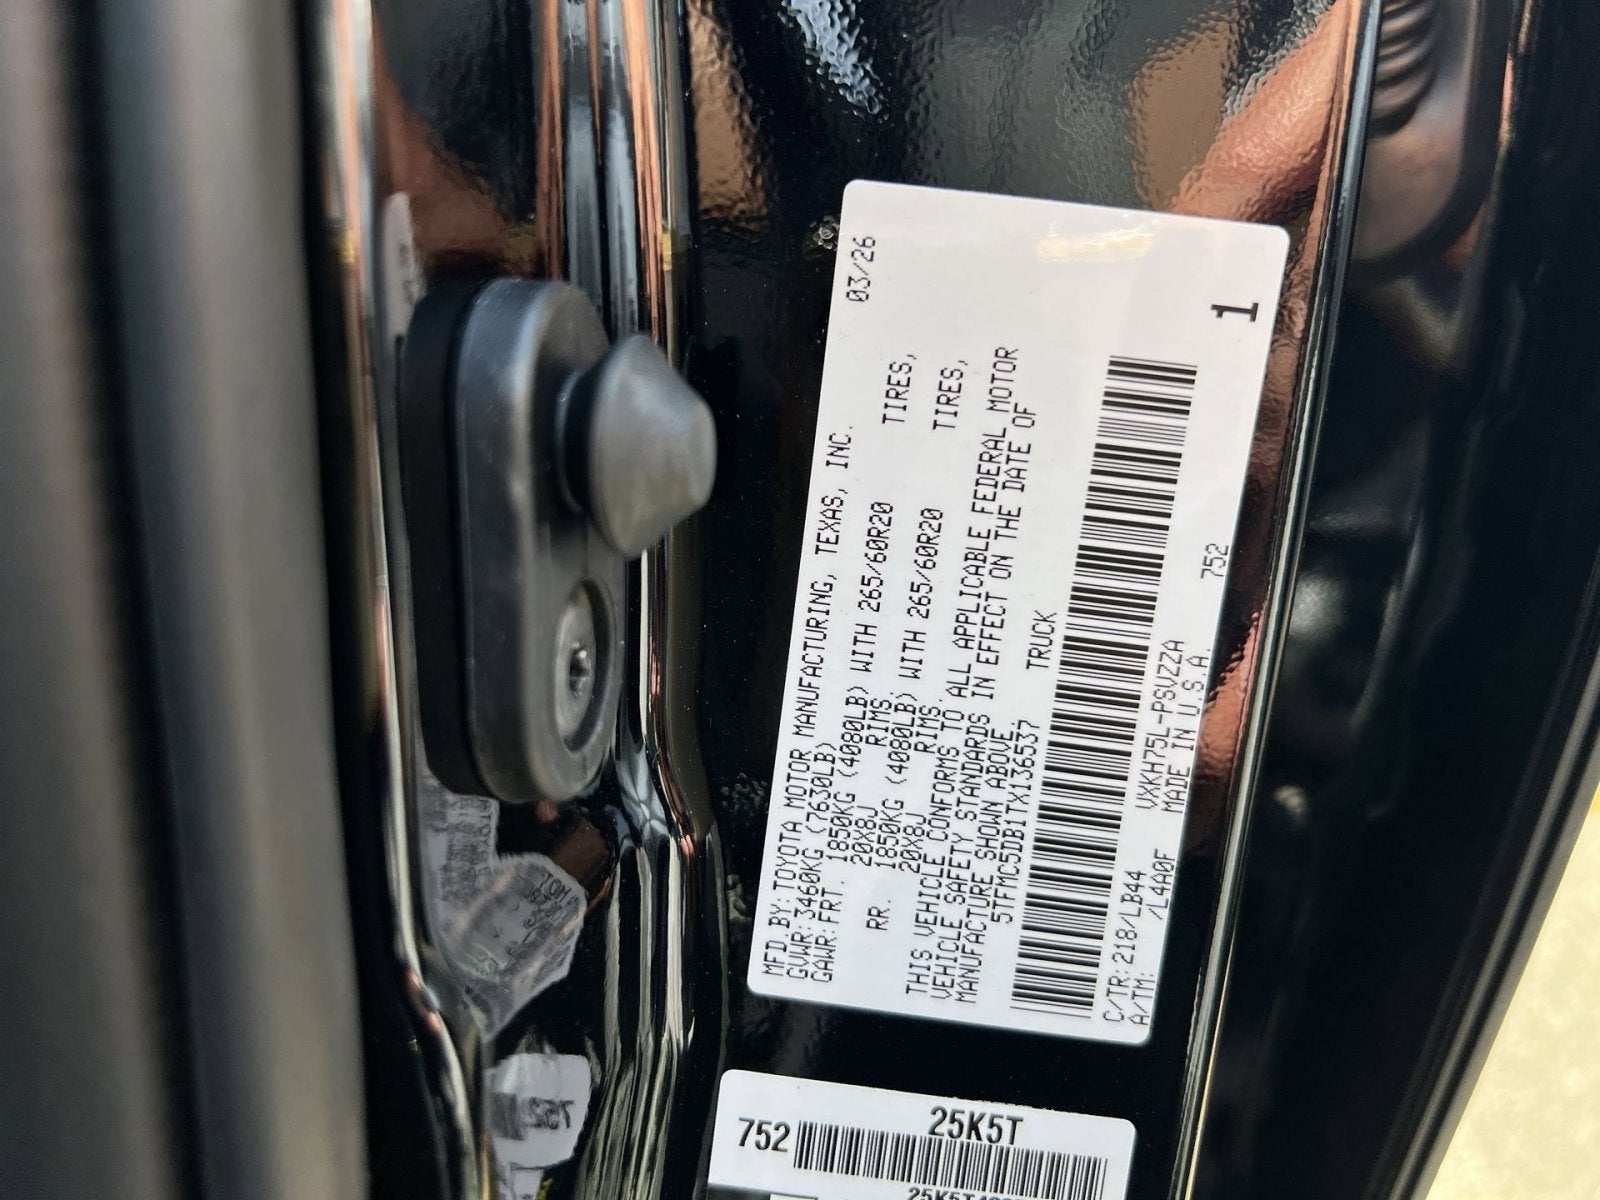 MFD.BY:TOYOTA MOTOR MANUFACTURING, TEXAS, INC. 03/26
GVWR:3460KG (7630LB)
GAWR:FRT. 1850KG (4080LB) WITH 265/60R20 TIRES,
20X8J RIMS,
RR. 1850KG (4080LB) WITH 265/60R20 TIRES,
20X8J RIMS.
THIS VEHICLE CONFORMS TO ALL APPLICABLE FEDERAL MOTOR
VEHICLE SAFETY STANDARDS IN EFFECT ON THE DATE OF
MANUFACTURE SHOWN ABOVE.
5TFMC5DB1TX136537 TRUCK
C/TR:218/LB44 VXKH75L-PSVZZA
A/TM: /L4A0F MADE IN U.S.A. 752
1
25K5T
752